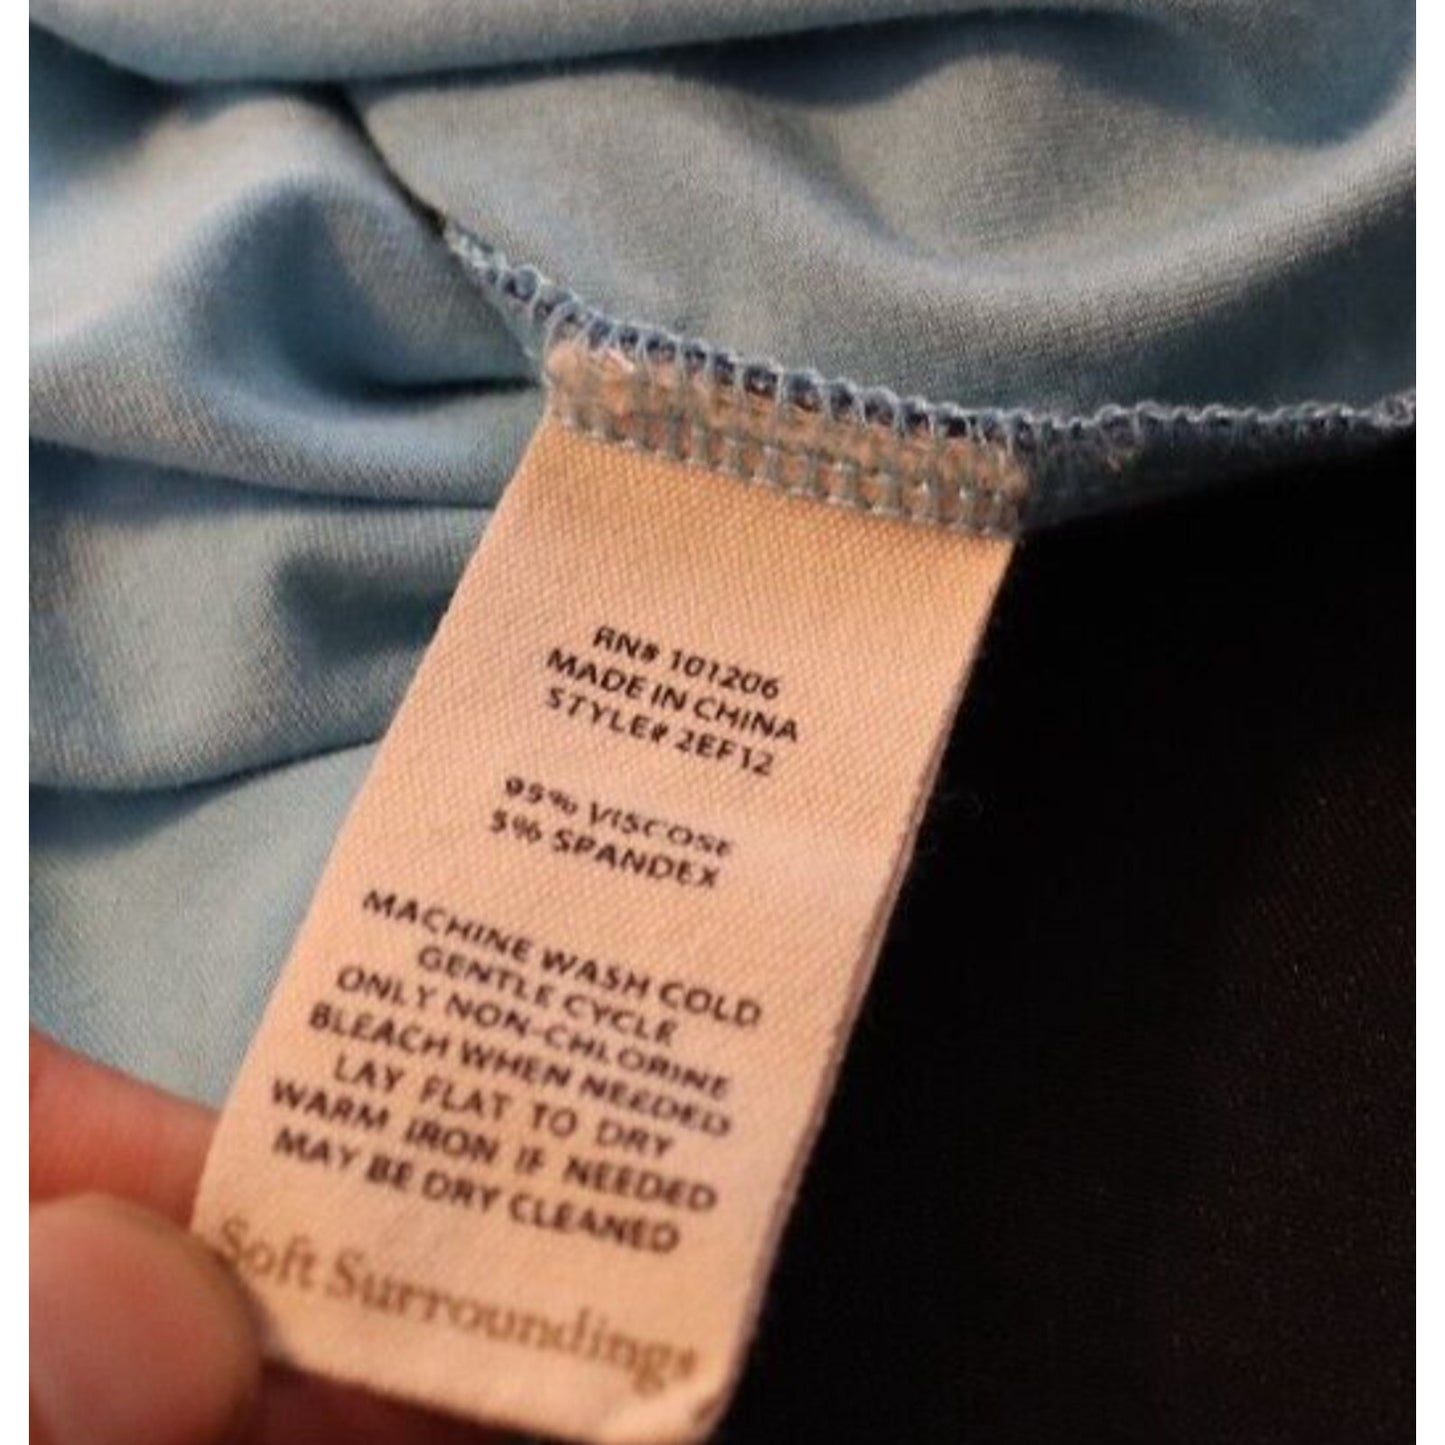 RN# 101206
MADE IN CHINA
STYLE# 2EF12
95% VISCOSE
5% SPANDEX
MACHINE WASH COLD
GENTLE CYCLE
ONLY NON-CHLORINE
BLEACH WHEN NEEDED
LAY FLAT TO DRY
WARM IRON IF NEEDED
MAY BE DRY CLEANED
Soft Surroundings